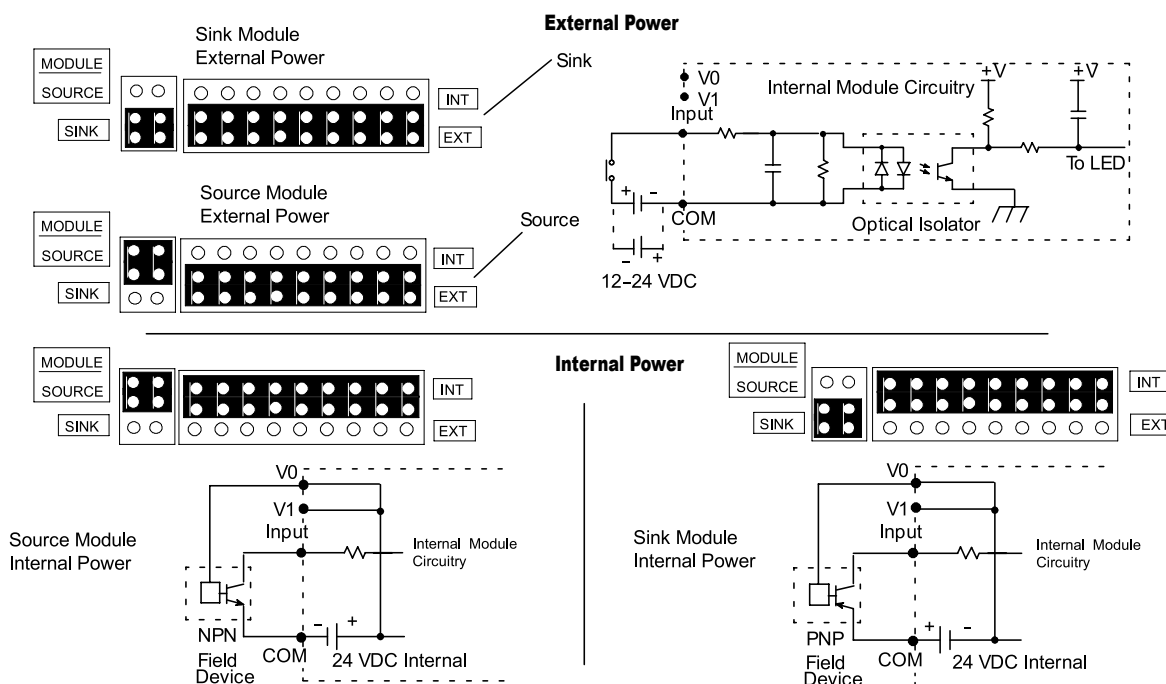 External Power
Sink Module
External Power
MODULE
SOURCE
SINK
INT
EXT
Sink
Source Module
External Power
MODULE
SOURCE
SINK
INT
EXT
Source
V0
V1
Input
Internal Module Circuitry
+V
+V
To LED
+ -
COM
Optical Isolator
- +
12–24 VDC
Internal Power
MODULE
SOURCE
SINK
INT
EXT
V0
V1
Input
Source Module
Internal Power
Internal Module
Circuitry
NPN
Field
Device
COM
- +
24 VDC Internal
MODULE
SOURCE
SINK
INT
EXT
V0
V1
Input
Sink Module
Internal Power
Internal Module
Circuitry
PNP
Field
Device
COM
+ -
24 VDC Internal